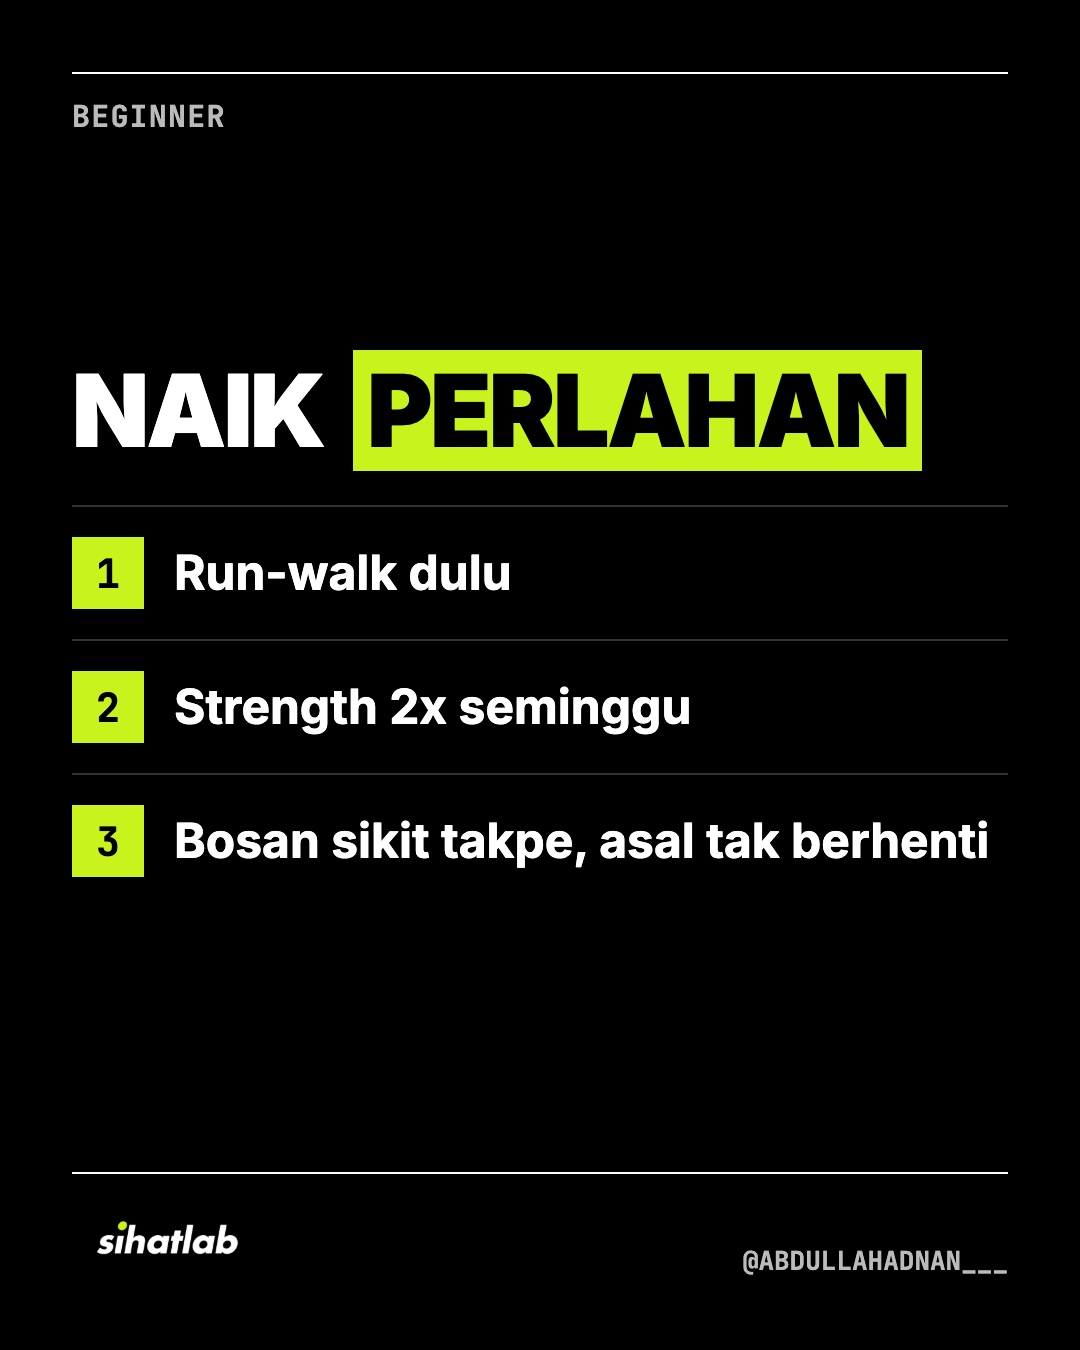 BEGINNER
NAIK PERLAHAN
1 Run-walk dulu
2 Strength 2x seminggu
3 Bosan sikit takpe, asal tak berhenti
sihatlab
@ABDULLAHADNAN___